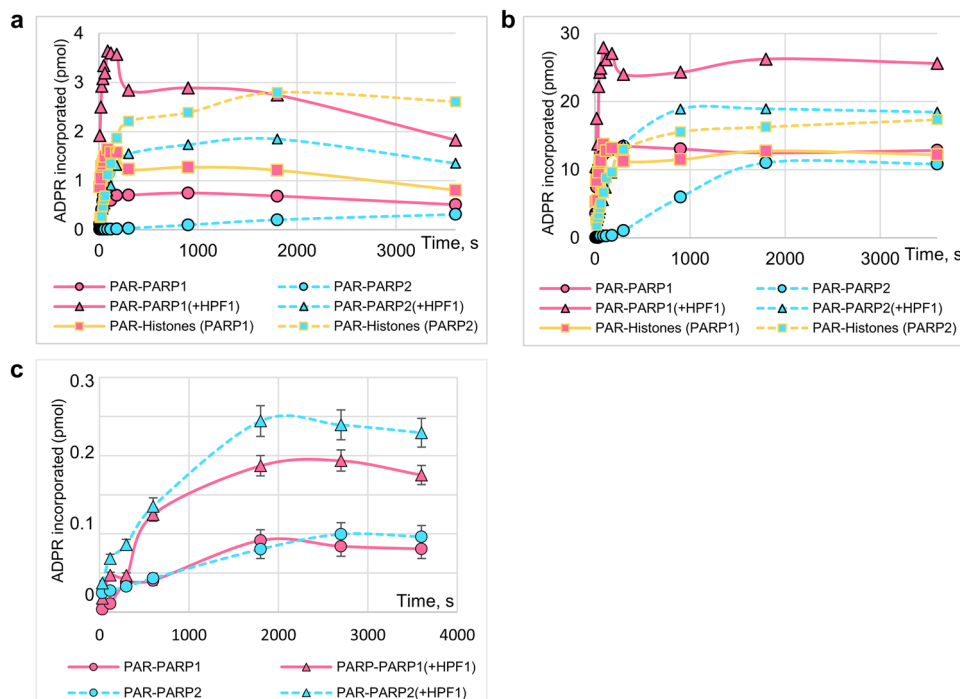 a
ADPR incorporated (pmol)
4
3
2
1
0
0
1000
2000
3000
Time, s
PAR-PARP1
PAR-PARP2
PAR-PARP1(+HPF1)
PAR-PARP2(+HPF1)
PAR-Histones (PARP1)
PAR-Histones (PARP2)
b
ADPR incorporated (pmol)
30
20
10
0
0
1000
2000
3000
Time, s
PAR-PARP1
PAR-PARP2
PAR-PARP1(+HPF1)
PAR-PARP2(+HPF1)
PAR-Histones (PARP1)
PAR-Histones (PARP2)
c
ADPR incorporated (pmol)
0.3
0.2
0.1
0
0
1000
2000
3000
4000
Time, s
PAR-PARP1
PARP-PARP1(+HPF1)
PAR-PARP2
PAR-PARP2(+HPF1)